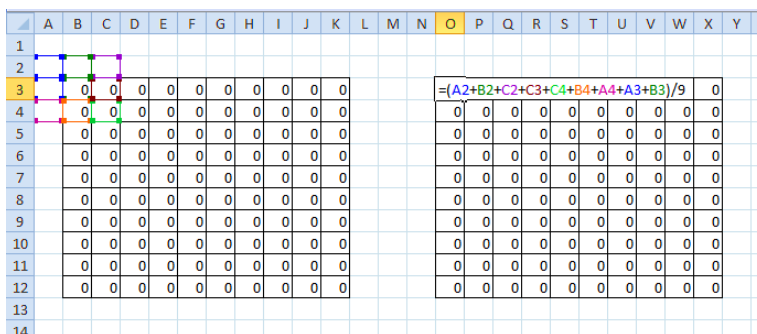 A B C D E F G H I J K L M N O P Q R S T U V W X Y
1
2
3 0 0 0 0 0 0 0 0 0 0 =(A2+B2+C2+C3+C4+B4+A4+A3+B3)/9 0
4 0 0 0 0 0 0 0 0 0 0 0 0 0 0 0 0 0 0 0 0
5 0 0 0 0 0 0 0 0 0 0 0 0 0 0 0 0 0 0 0 0
6 0 0 0 0 0 0 0 0 0 0 0 0 0 0 0 0 0 0 0 0
7 0 0 0 0 0 0 0 0 0 0 0 0 0 0 0 0 0 0 0 0
8 0 0 0 0 0 0 0 0 0 0 0 0 0 0 0 0 0 0 0 0
9 0 0 0 0 0 0 0 0 0 0 0 0 0 0 0 0 0 0 0 0
10 0 0 0 0 0 0 0 0 0 0 0 0 0 0 0 0 0 0 0 0
11 0 0 0 0 0 0 0 0 0 0 0 0 0 0 0 0 0 0 0 0
12 0 0 0 0 0 0 0 0 0 0 0 0 0 0 0 0 0 0 0 0
13
14